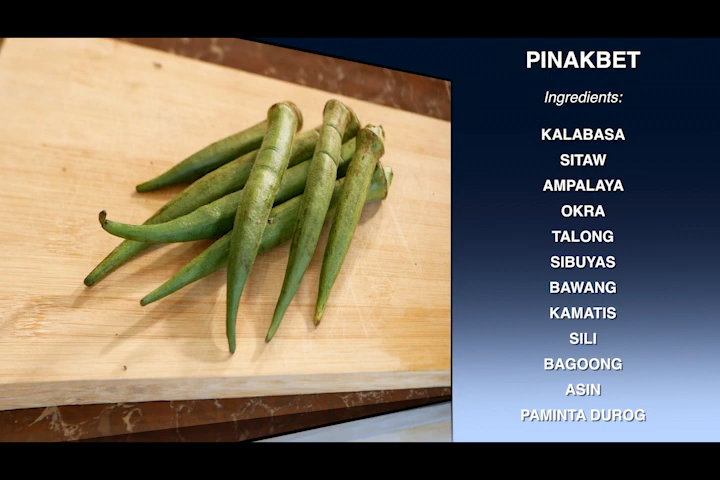 PINAKBET
Ingredients:
KALABASA
SITAW
AMPALAYA
OKRA
TALONG
SIBUYAS
BAWANG
KAMATIS
SILI
BAGOONG
ASIN
PAMINTA DUROG